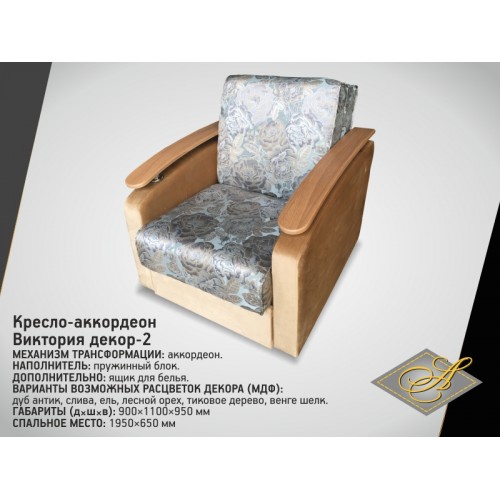 Кресло-аккордеон
Виктория декор-2
МЕХАНИЗМ ТРАНСФОРМАЦИИ: аккордеон.
НАПОЛНИТЕЛЬ: пружинный блок.
ДОПОЛНИТЕЛЬНО: ящик для белья.
ВАРИАНТЫ ВОЗМОЖНЫХ РАСЦВЕТОК ДЕКОРА (МДФ):
дуб антик, слива, ель, лесной орех, тиковое дерево, венге шелк.
ГАБАРИТЫ (д×ш×в): 900×1100×950 мм
СПАЛЬНОЕ МЕСТО: 1950×650 мм
А